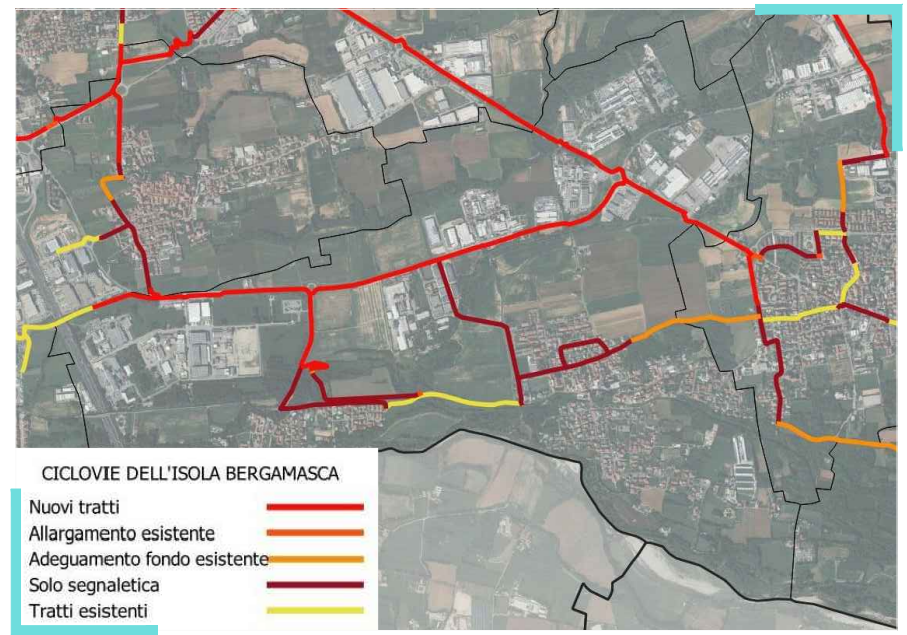 CICLOVIE DELL'ISOLA BERGAMASCA
Nuovi tratti
Allargamento esistente
Adeguamento fondo esistente
Solo segnaletica
Tratti esistenti